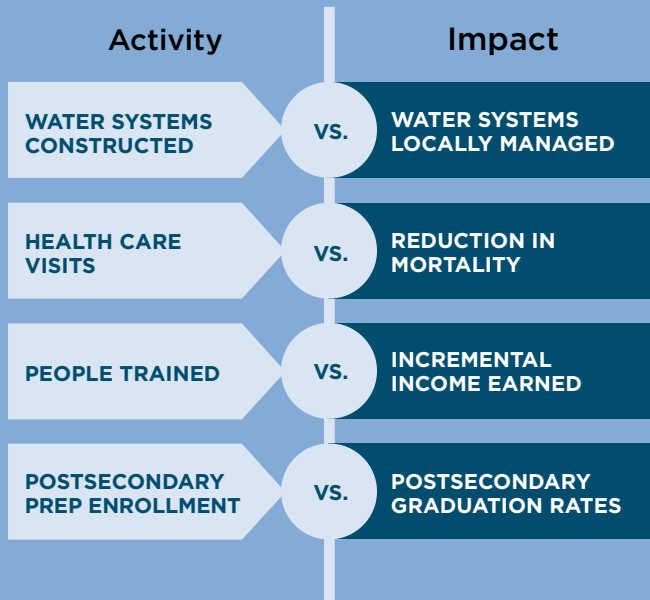 Activity
Impact
WATER SYSTEMS
CONSTRUCTED
VS.
WATER SYSTEMS
LOCALLY MANAGED
HEALTH CARE
VISITS
VS.
REDUCTION IN
MORTALITY
PEOPLE TRAINED
VS.
INCREMENTAL
INCOME EARNED
POSTSECONDARY
PREP ENROLLMENT
VS.
POSTSECONDARY
GRADUATION RATES